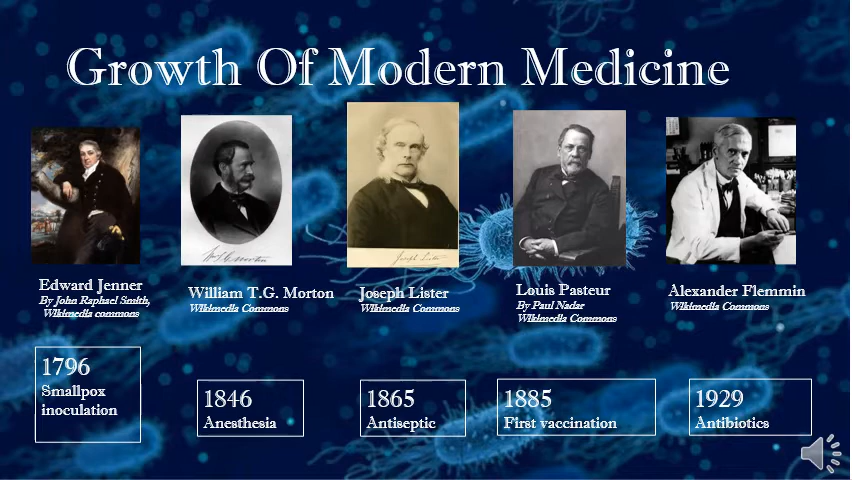 Growth Of Modern Medicine
Edward Jenner
By John Raphael Smith,
Wikimedia commons
William T.G. Morton
Wikimedia Commons
Joseph Lister
Wikimedia Commons
Louis Pasteur
By Paul Nadar
Wikimedia Commons
Alexander Flemmin
Wikimedia Commons
1796
Smallpox
inoculation
1846
Anesthesia
1865
Antiseptic
1885
First vaccination
1929
Antibiotics
Joseph Lister